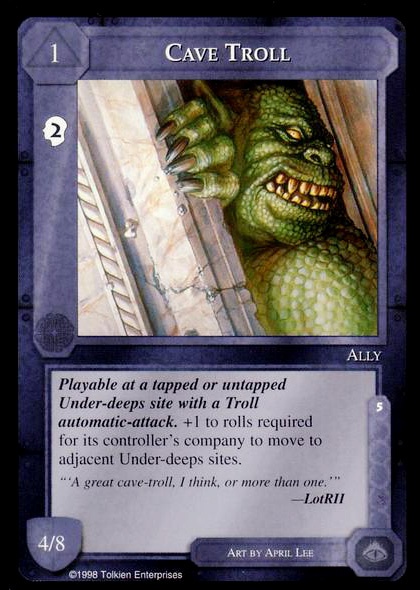 1
CAVE TROLL
2
ALLY
Playable at a tapped or untapped
Under-deeps site with a Troll
automatic-attack. +1 to rolls required
for its controller's company to move to
adjacent Under-deeps sites.
5
"'A great cave-troll, I think, or more than one.'"
—LotRII
4/8
ART BY APRIL LEE
©1998 Tolkien Enterprises